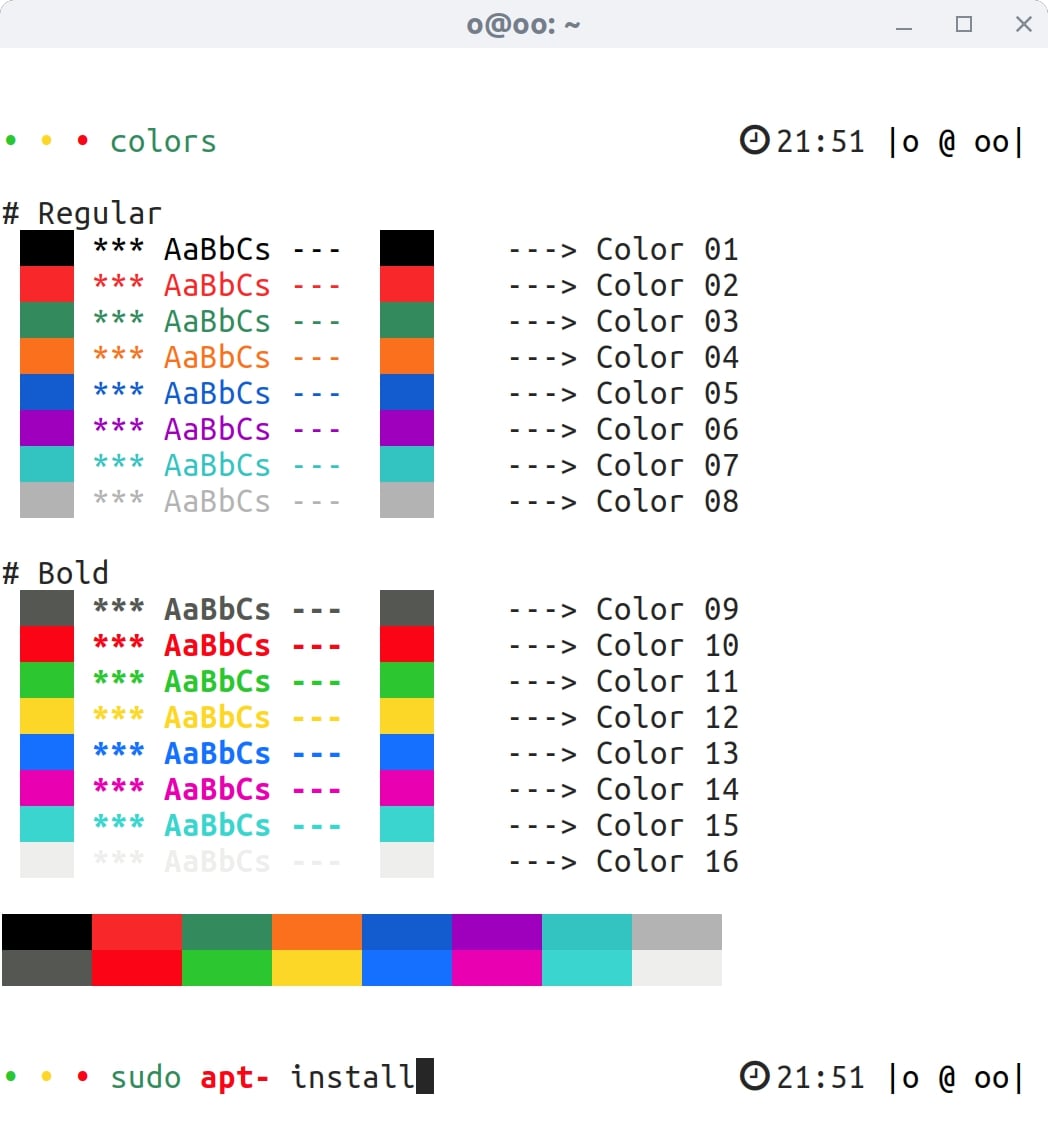 o@oo: ~
• • • colors 21:51 |o @ oo|
# Regular
*** AaBbCs --- ---> Color 01
*** AaBbCs --- ---> Color 02
*** AaBbCs --- ---> Color 03
*** AaBbCs --- ---> Color 04
*** AaBbCs --- ---> Color 05
*** AaBbCs --- ---> Color 06
*** AaBbCs --- ---> Color 07
*** AaBbCs --- ---> Color 08
# Bold
*** AaBbCs --- ---> Color 09
*** AaBbCs --- ---> Color 10
*** AaBbCs --- ---> Color 11
*** AaBbCs --- ---> Color 12
*** AaBbCs --- ---> Color 13
*** AaBbCs --- ---> Color 14
*** AaBbCs --- ---> Color 15
*** AaBbCs --- ---> Color 16
• • • sudo apt- install 21:51 |o @ oo|